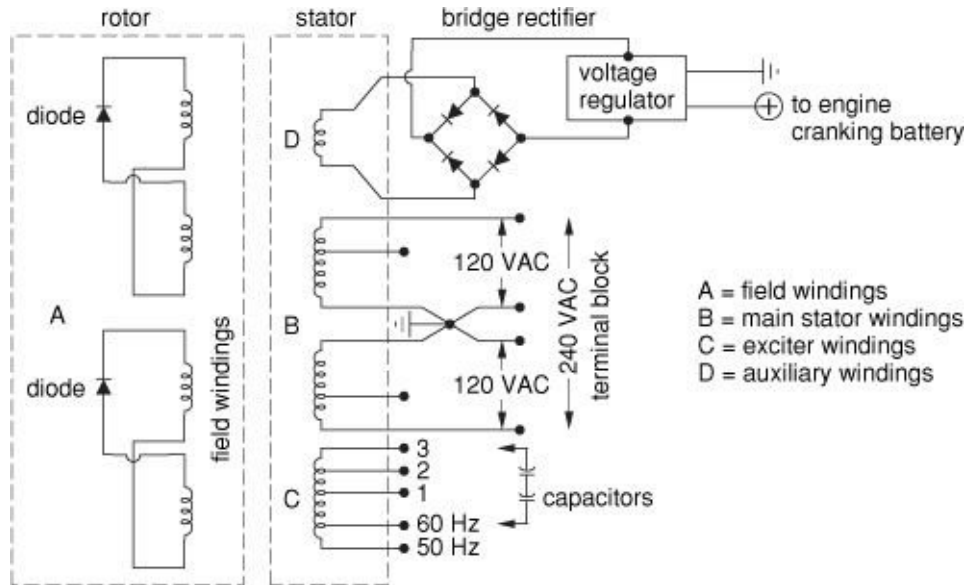 rotor
stator
bridge rectifier
diode
D
voltage
regulator
to engine
cranking battery
A
field windings
diode
B
120 VAC
120 VAC
240 VAC
terminal block
A = field windings
B = main stator windings
C = exciter windings
D = auxiliary windings
C
3
2
1
60 Hz
50 Hz
capacitors